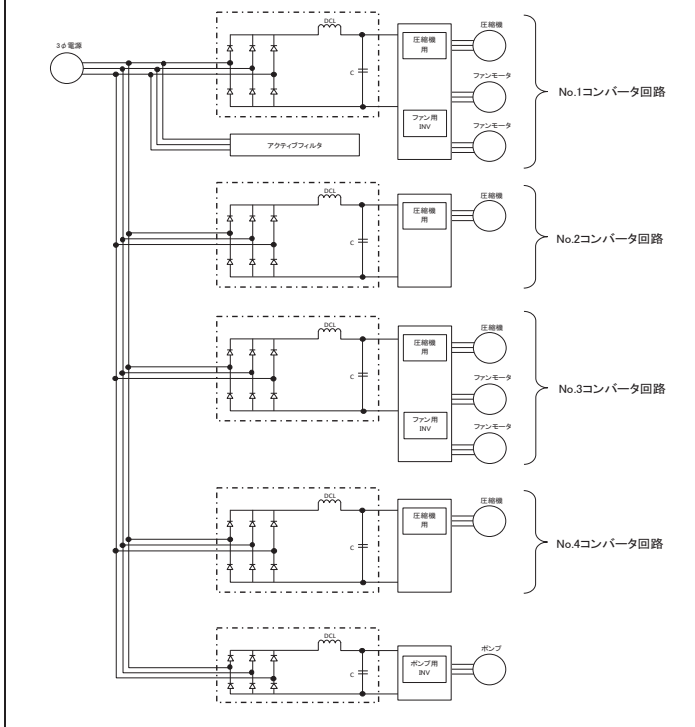 3φ電源
DCL
C
圧縮機
用
ファン用
INV
圧縮機
ファンモータ
ファンモータ
No.1コンバータ回路
アクティブフィルタ
DCL
C
圧縮機
用
圧縮機
No.2コンバータ回路
DCL
C
圧縮機
用
ファン用
INV
圧縮機
ファンモータ
ファンモータ
No.3コンバータ回路
DCL
C
圧縮機
用
圧縮機
No.4コンバータ回路
DCL
C
ポンプ用
INV
ポンプ